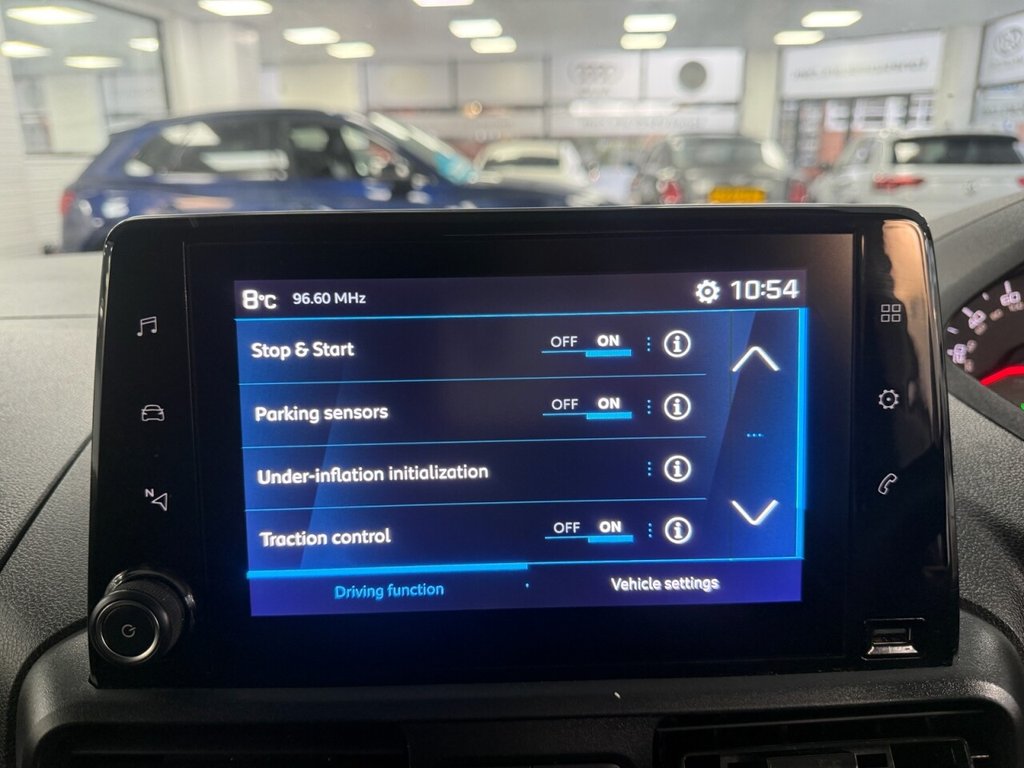 8°C 96.60 MHz 10:54
Stop & Start OFF ON
Parking sensors OFF ON
Under-inflation initialization
Traction control OFF ON
Driving function Vehicle settings
N